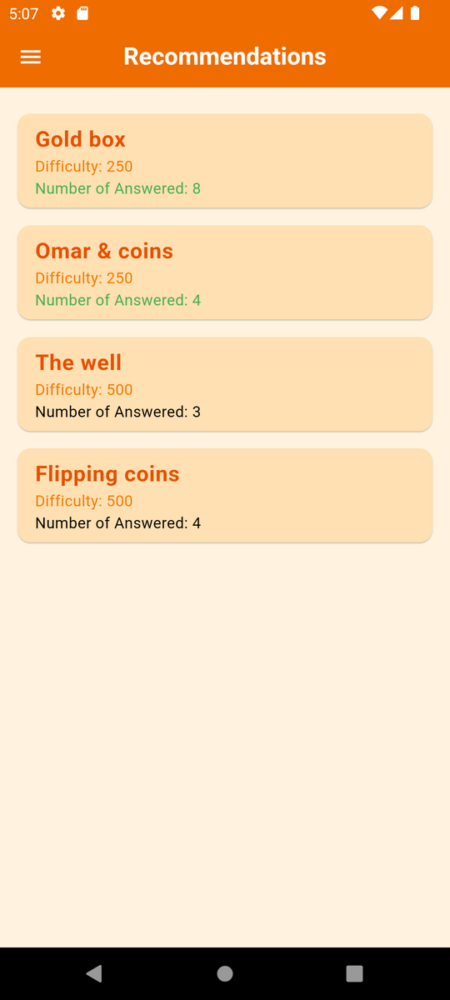 5:07
Recommendations
Gold box
Difficulty: 250
Number of Answered: 8
Omar & coins
Difficulty: 250
Number of Answered: 4
The well
Difficulty: 500
Number of Answered: 3
Flipping coins
Difficulty: 500
Number of Answered: 4